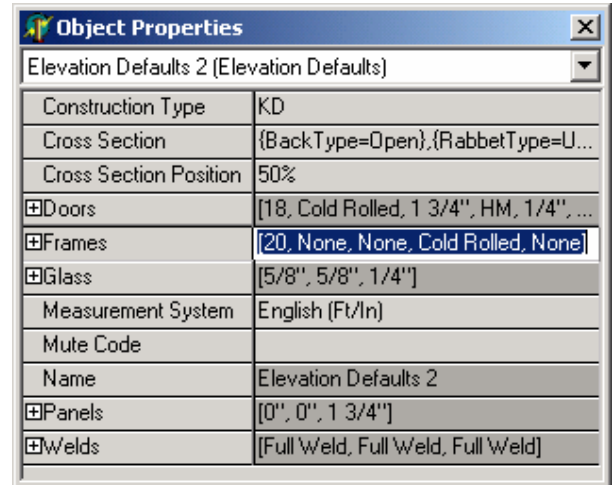 Object Properties
Elevation Defaults 2 (Elevation Defaults)
Construction Type KD
Cross Section {BackType=Open},{RabbetType=U...
Cross Section Position 50%
Doors [18, Cold Rolled, 1 3/4", HM, 1/4", ...
Frames [20, None, None, Cold Rolled, None]
Glass [5/8", 5/8", 1/4"]
Measurement System English (Ft/In)
Mute Code
Name Elevation Defaults 2
Panels [0", 0", 1 3/4"]
Welds [Full Weld, Full Weld, Full Weld]